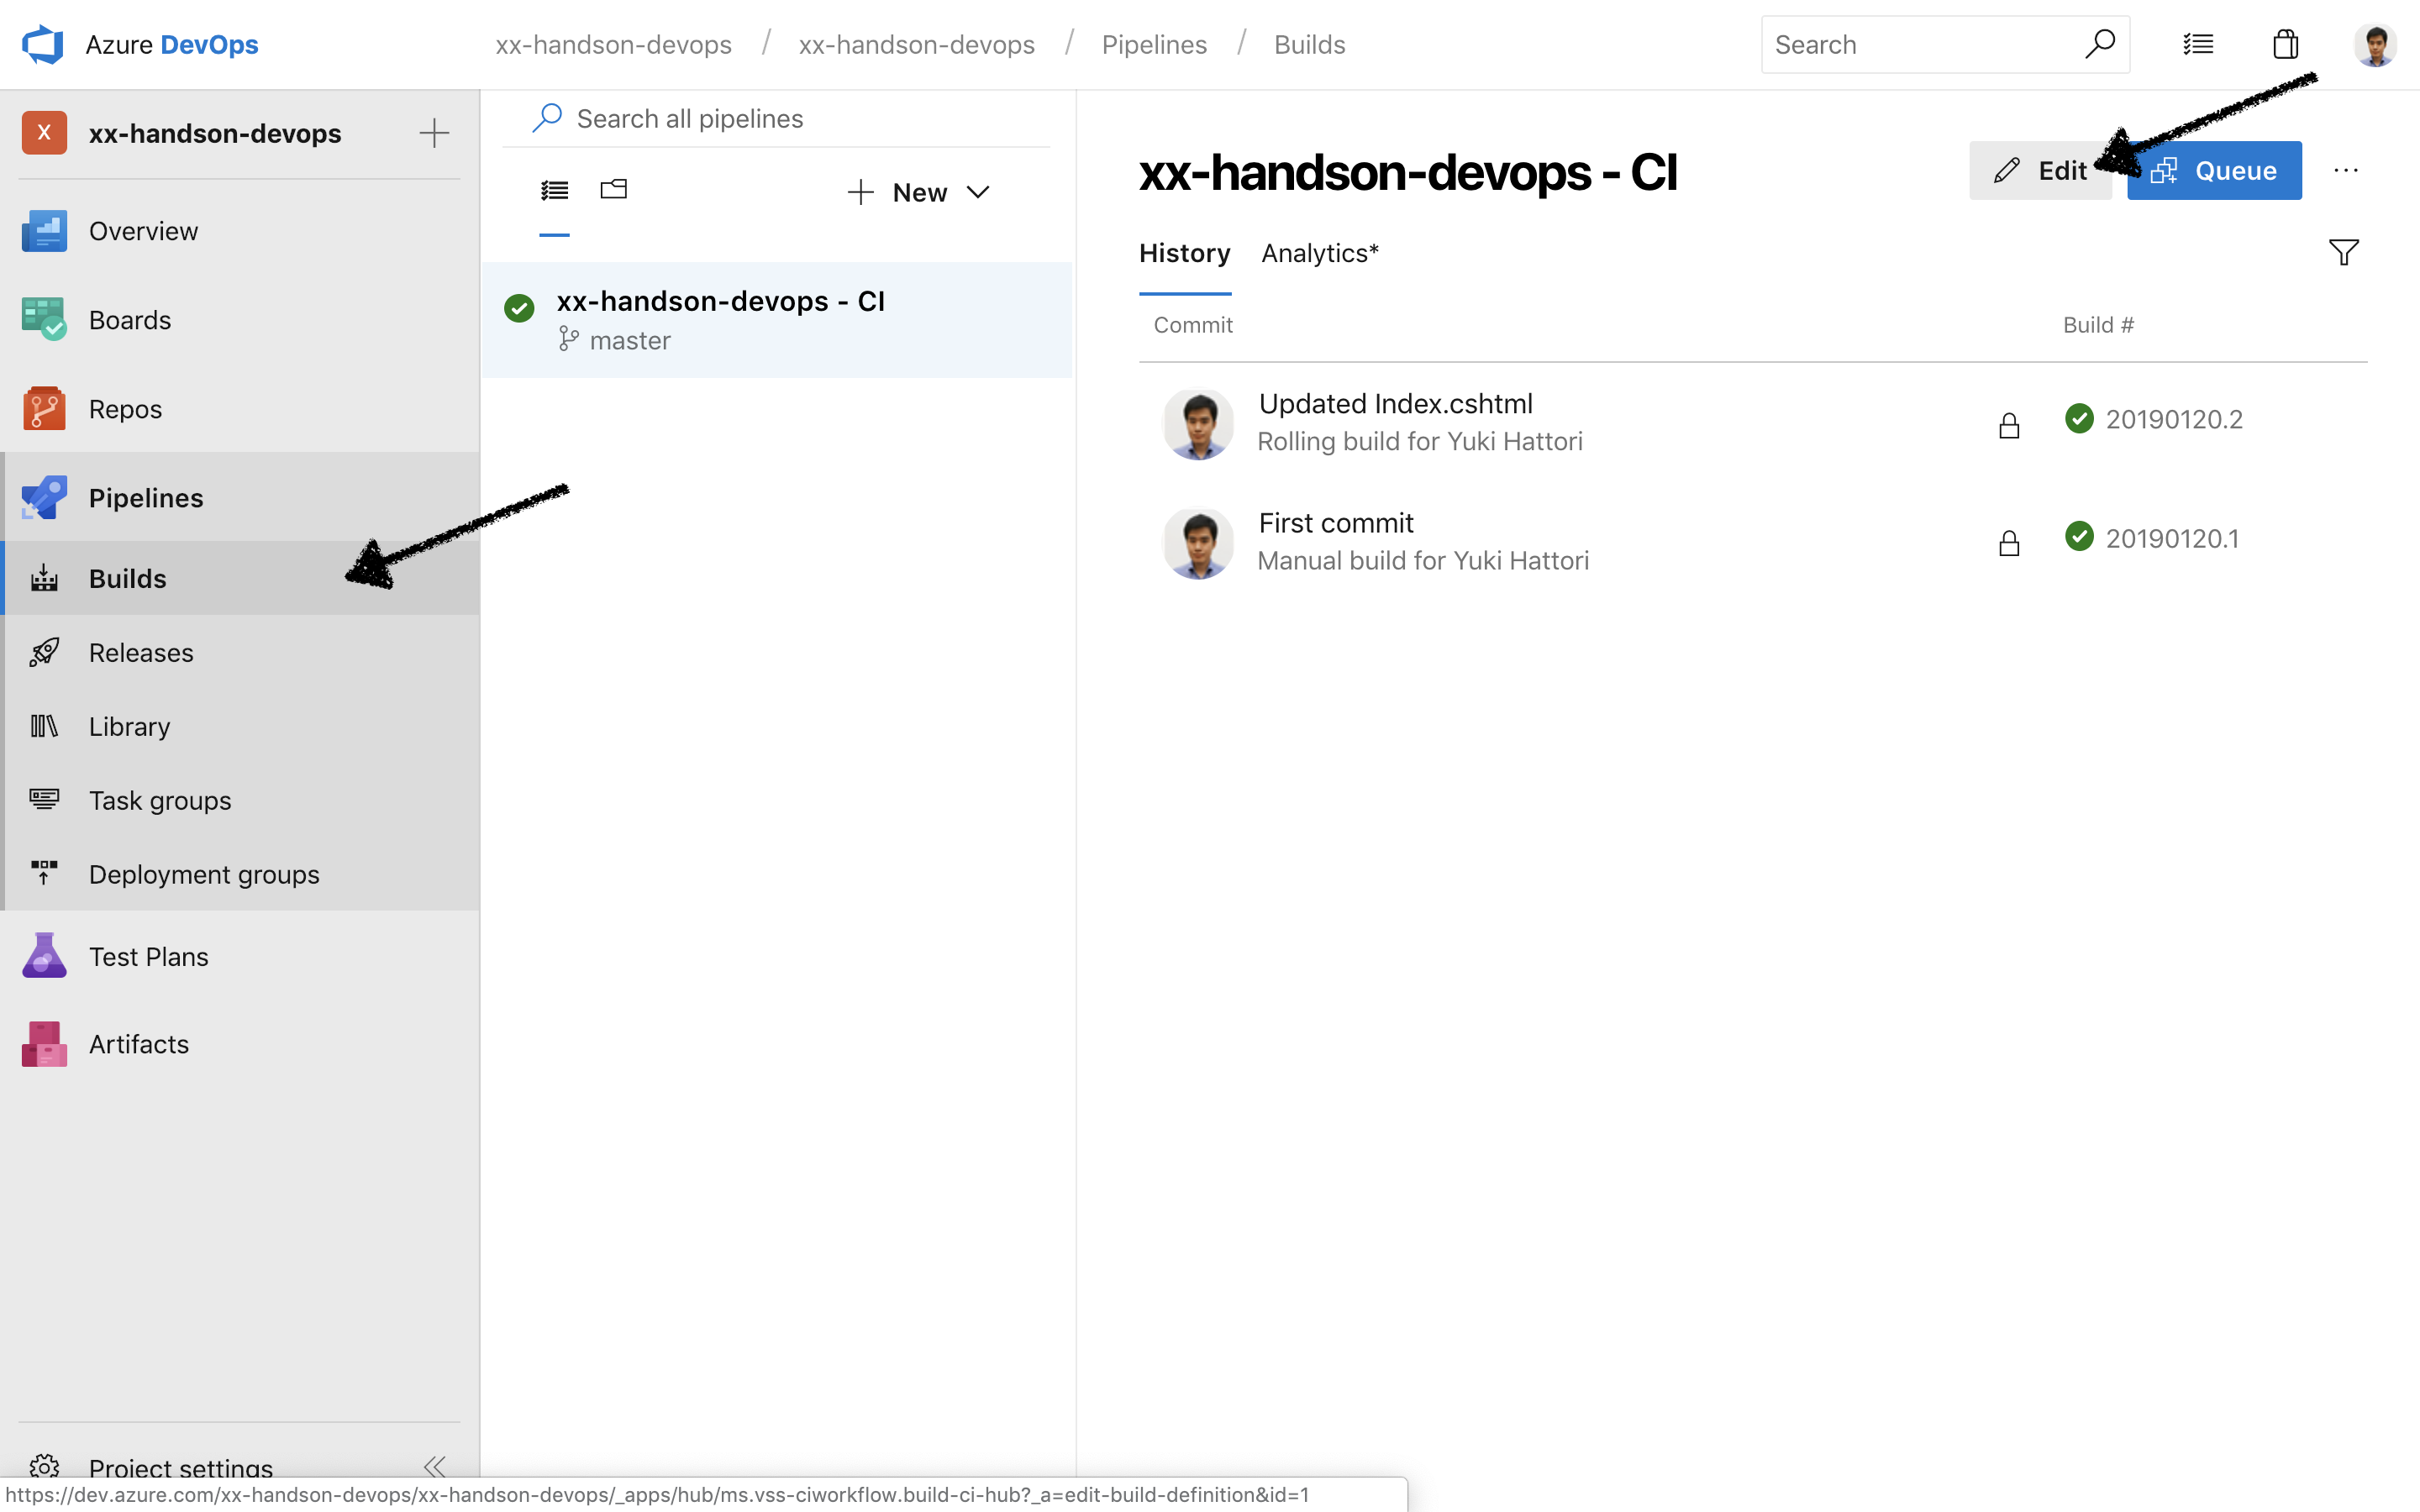 Azure DevOps
xx-handson-devops / xx-handson-devops / Pipelines / Builds
Search
X
xx-handson-devops
Overview
Boards
Repos
Pipelines
Builds
Releases
Library
Task groups
Deployment groups
Test Plans
Artifacts
Project settings
Search all pipelines
New
xx-handson-devops - CI
master
xx-handson-devops - CI
Edit
Queue
History Analytics*
Commit Build #
Updated Index.cshtml
Rolling build for Yuki Hattori
20190120.2
First commit
Manual build for Yuki Hattori
20190120.1
https://dev.azure.com/xx-handson-devops/xx-handson-devops/_apps/hub/ms.vss-ciworkflow.build-ci-hub?_a=edit-build-definition&id=1